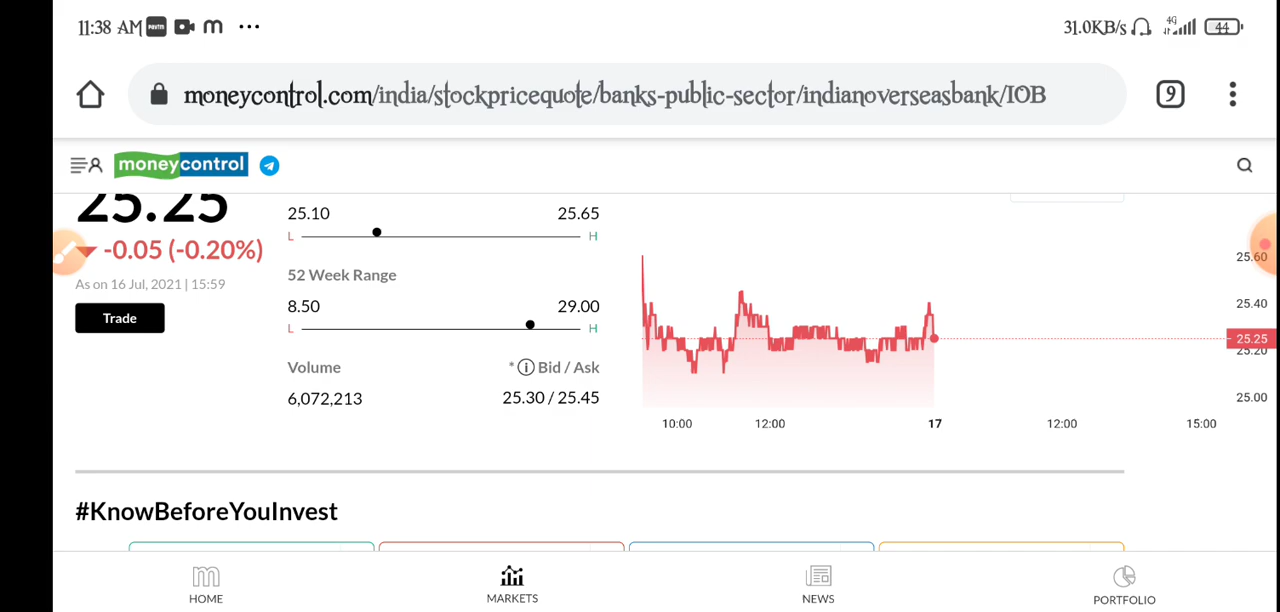 11:38 AM
31.0KB/s 4G 44
moneycontrol.com/india/stockpricequote/banks-public-sector/indianoverseasbank/IOB
9
moneycontrol
25.25
-0.05 (-0.20%)
As on 16 Jul, 2021 | 15:59
Trade
25.10 25.65
L H
52 Week Range
8.50 29.00
L H
Volume * Bid / Ask
6,072,213 25.30 / 25.45
25.60
25.40
25.25
25.20
25.00
10:00 12:00 17 12:00 15:00
#KnowBeforeYouInvest
HOME MARKETS NEWS PORTFOLIO